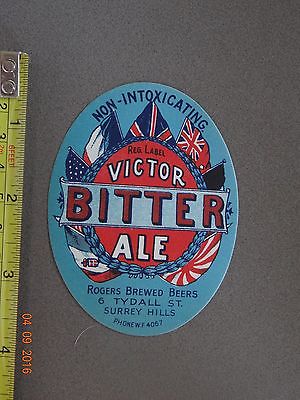 NON-INTOXICATING
REG. LABEL
VICTOR
BITTER
ALE
ROGERS BREWED BEERS
6 TYDALL ST.
SURREY HILLS
PHONE W.F. 4067
04 09 2016